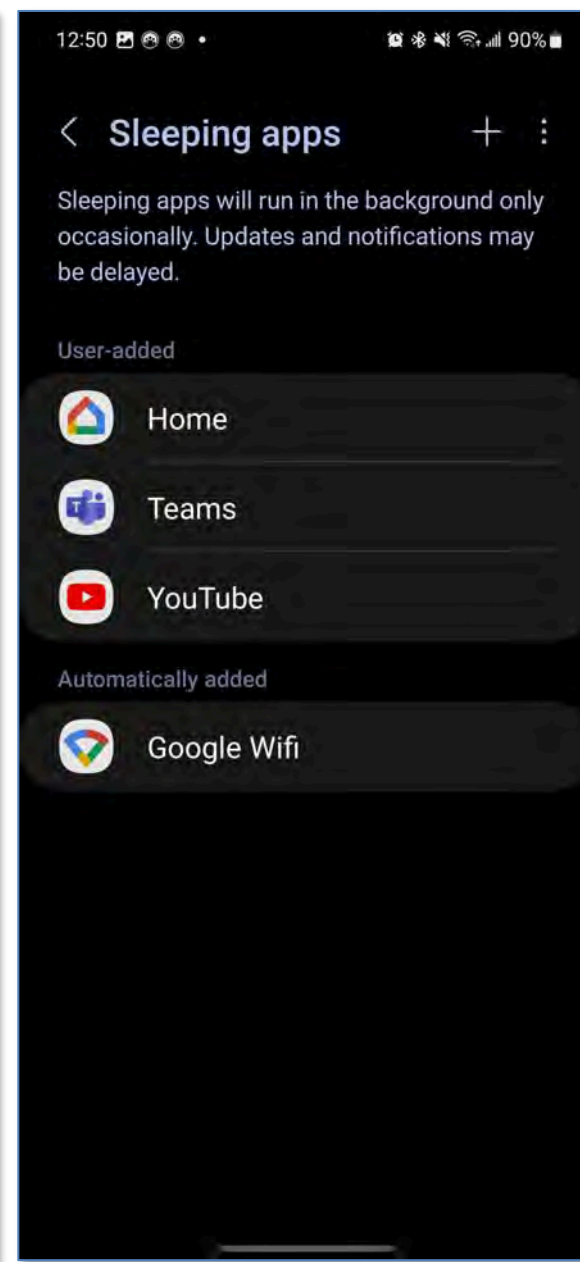 12:50 90%
Sleeping apps
Sleeping apps will run in the background only
occasionally. Updates and notifications may
be delayed.
User-added
Home
T
Teams
YouTube
Automatically added
Google Wifi